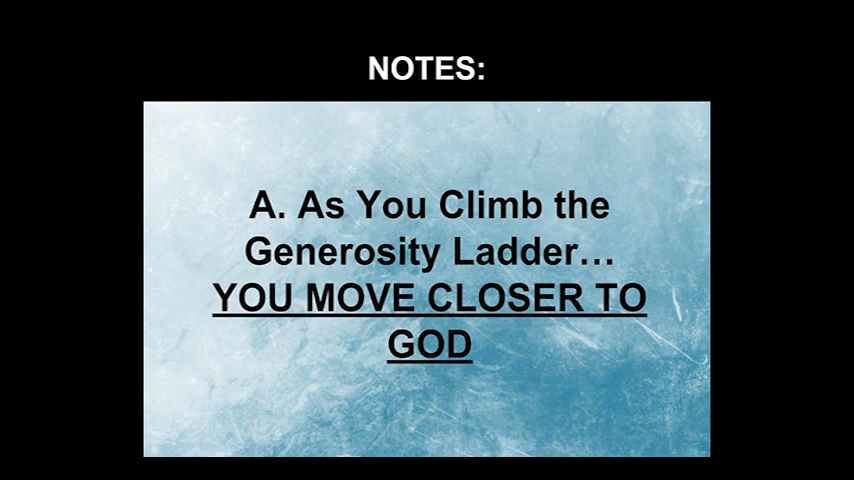 NOTES:
A. As You Climb the
Generosity Ladder…
YOU MOVE CLOSER TO
GOD